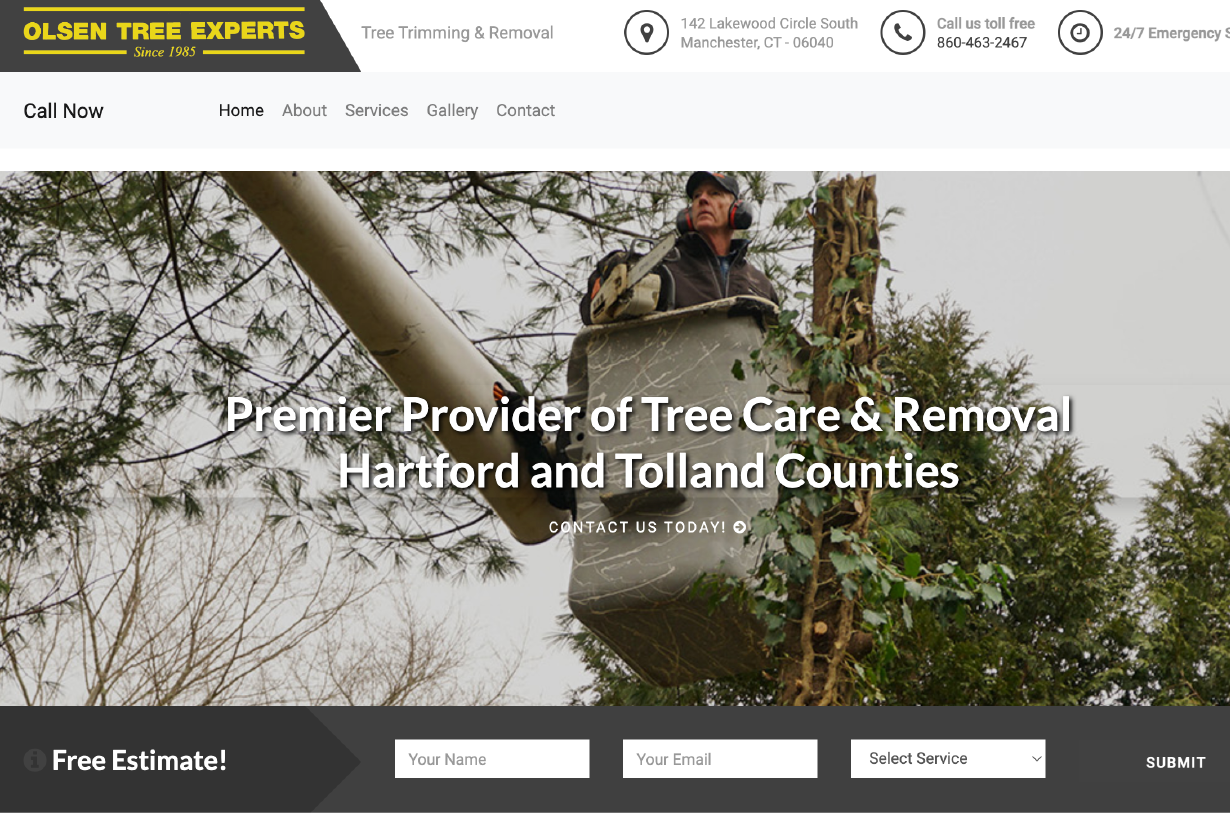 OLSEN TREE EXPERTS
Since 1985
Tree Trimming & Removal
142 Lakewood Circle South
Manchester, CT - 06040
Call us toll free
860-463-2467
24/7 Emergency S
Call Now
Home About Services Gallery Contact
Premier Provider of Tree Care & Removal
Hartford and Tolland Counties
CONTACT US TODAY!
Free Estimate!
Your Name
Your Email
Select Service
SUBMIT